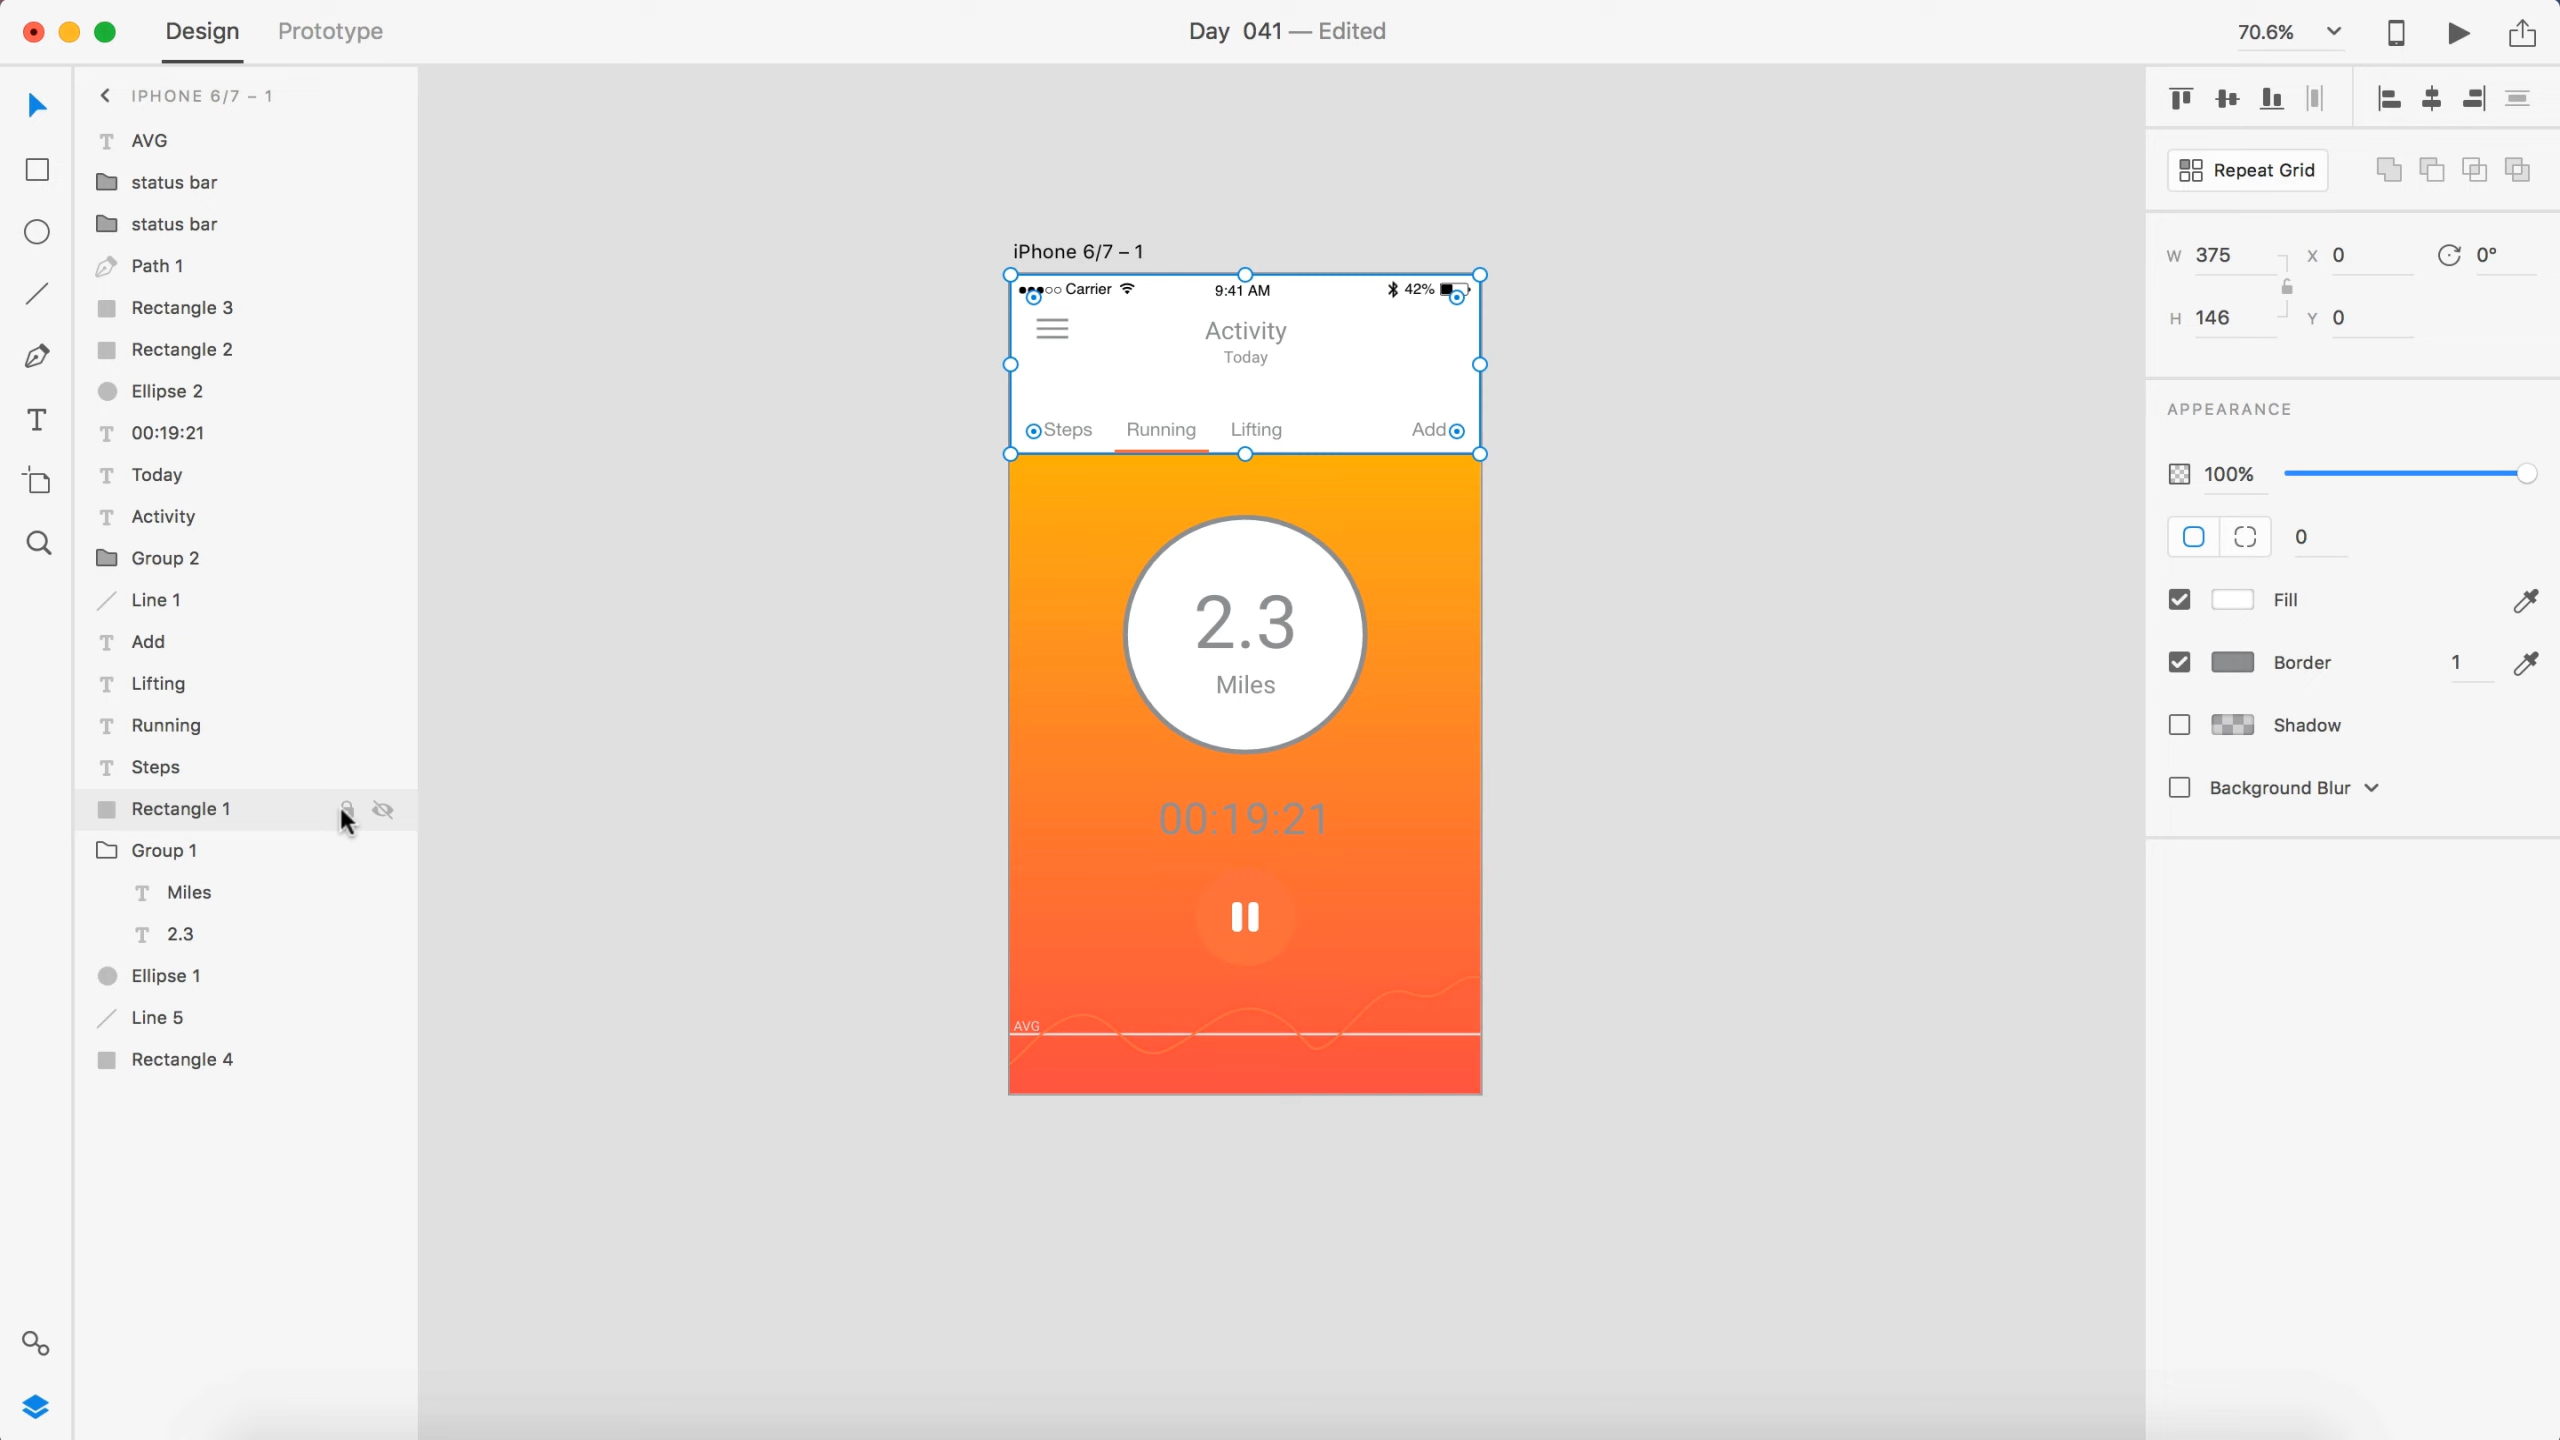 Design Prototype Day 041 — Edited 70.6%
IPHONE 6/7 – 1
AVG
status bar
status bar
Path 1
Rectangle 3
Rectangle 2
Ellipse 2
00:19:21
Today
Activity
Group 2
Line 1
Add
Lifting
Running
Steps
Rectangle 1
Group 1
Miles
2.3
Ellipse 1
Line 5
Rectangle 4
iPhone 6/7 – 1
Carrier 9:41 AM 42%
Activity
Today
Steps Running Lifting Add
2.3
Miles
00:19:21
AVG
Repeat Grid
W 375 X 0 0°
H 146 Y 0
APPEARANCE
100%
0
Fill
Border 1
Shadow
Background Blur